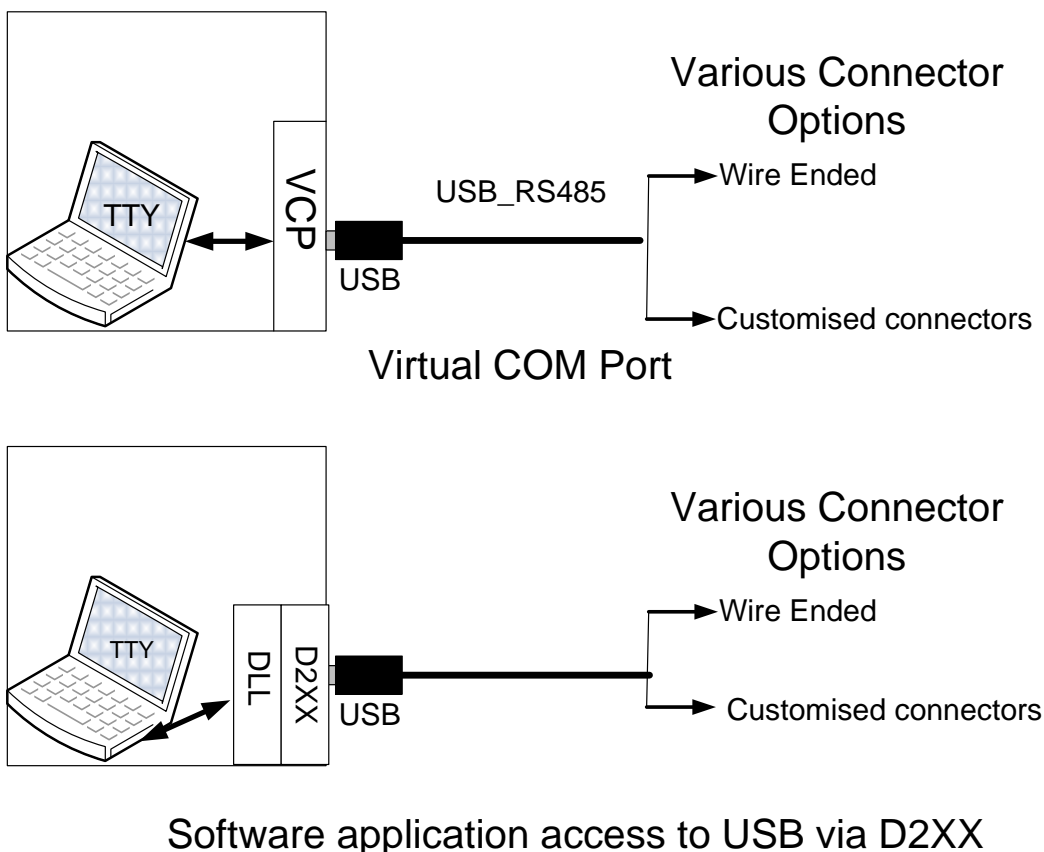 Various Connector
Options
Wire Ended
TTY
VCP
USB_RS485
USB
Customised connectors
Virtual COM Port
Various Connector
Options
Wire Ended
TTY
DLL
D2XX
USB
Customised connectors
Software application access to USB via D2XX